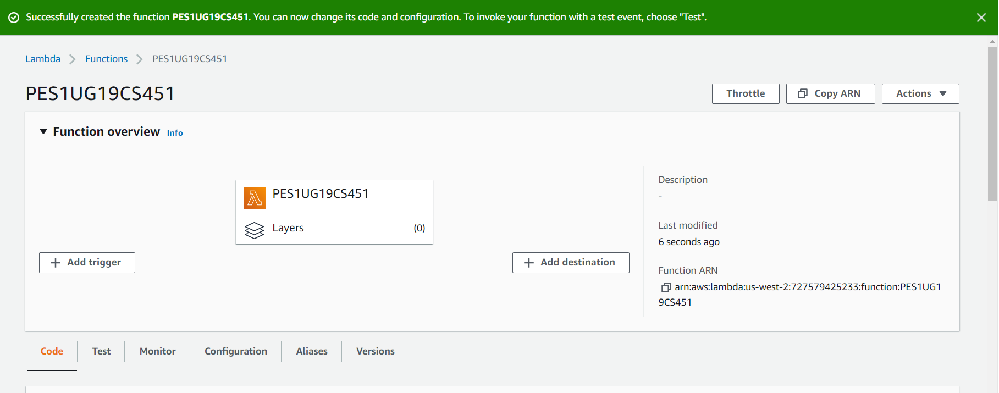 Successfully created the function PES1UG19CS451. You can now change its code and configuration. To invoke your function with a test event, choose "Test".
Lambda Functions PES1UG19CS451
PES1UG19CS451
Throttle Copy ARN Actions
Function overview Info
PES1UG19CS451
Layers (0)
Add trigger
Add destination
Description
-
Last modified
6 seconds ago
Function ARN
arn:aws:lambda:us-west-2:727579425233:function:PES1UG1
9CS451
Code Test Monitor Configuration Aliases Versions